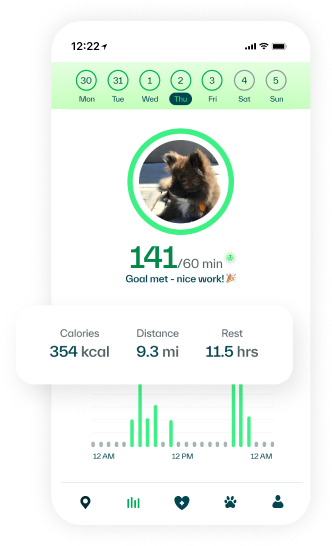 12:22
30 31 1 2 3 4 5
Mon Tue Wed Thu Fri Sat Sun
141/60 min
Goal met - nice work! 🎉
Calories Distance Rest
354 kcal 9.3 mi 11.5 hrs
12 AM 12 PM 12 AM